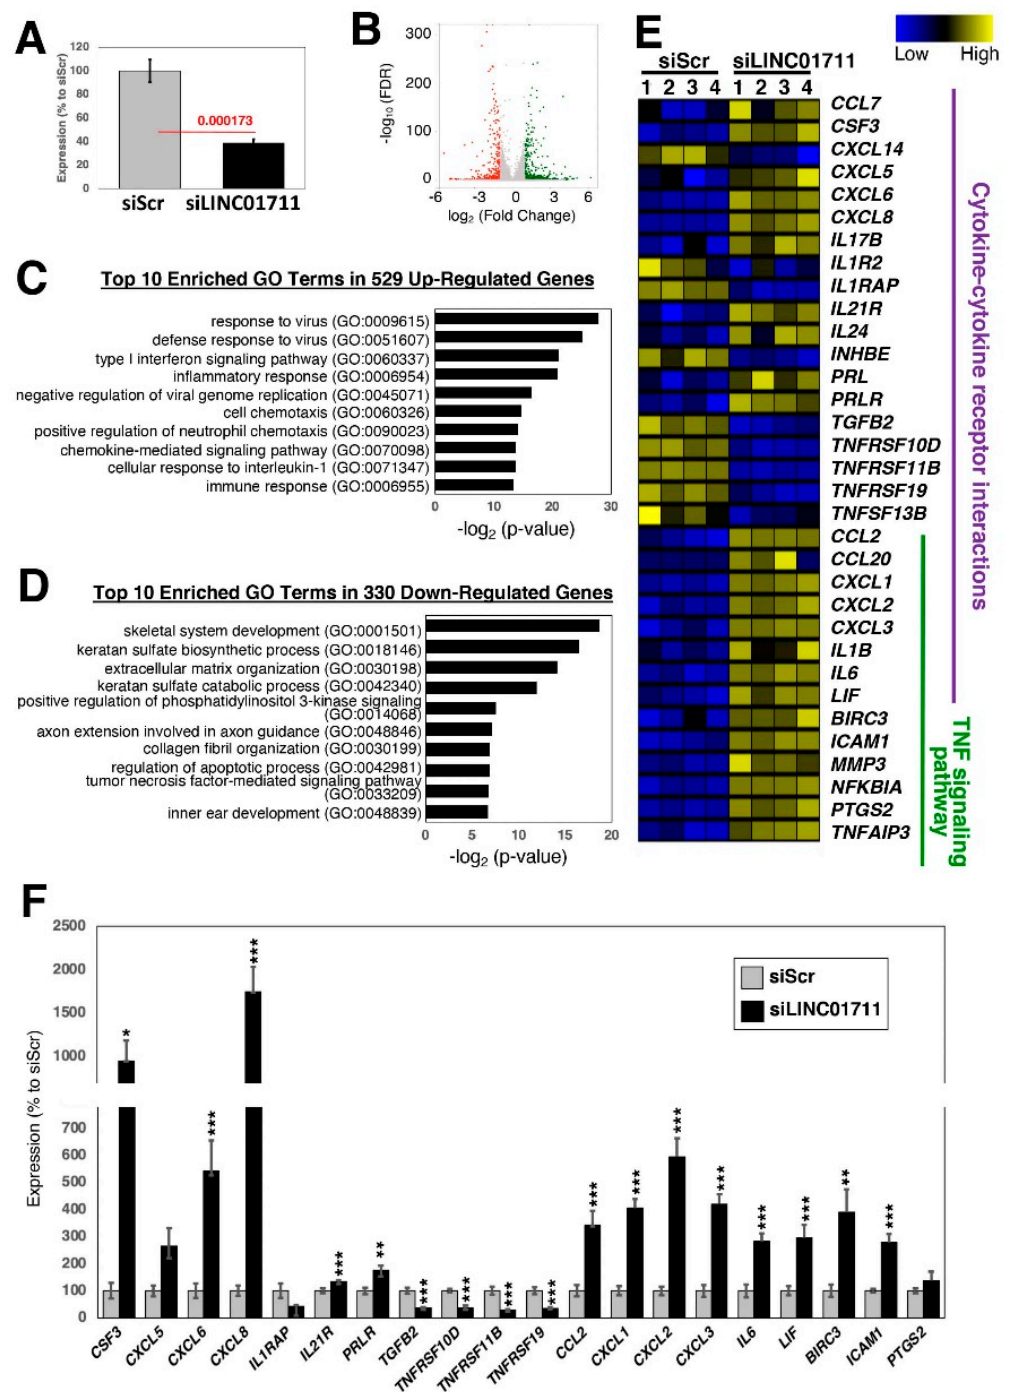 A
120
100
80
60
40
20
0
Expression (% to siScr)
0.000173
siScr siLINC01711
B
300
200
100
0
-log10 (FDR)
-6 -3 0 3 6
log2 (Fold Change)
C
Top 10 Enriched GO Terms in 529 Up-Regulated Genes
response to virus (GO:0009615)
defense response to virus (GO:0051607)
type I interferon signaling pathway (GO:0060337)
inflammatory response (GO:0006954)
negative regulation of viral genome replication (GO:0045071)
cell chemotaxis (GO:0060326)
positive regulation of neutrophil chemotaxis (GO:0090023)
chemokine-mediated signaling pathway (GO:0070098)
cellular response to interleukin-1 (GO:0071347)
immune response (GO:0006955)
0 10 20 30
-log2 (p-value)
D
Top 10 Enriched GO Terms in 330 Down-Regulated Genes
skeletal system development (GO:0001501)
keratan sulfate biosynthetic process (GO:0018146)
extracellular matrix organization (GO:0030198)
keratan sulfate catabolic process (GO:0042340)
positive regulation of phosphatidylinositol 3-kinase signaling
(GO:0014068)
axon extension involved in axon guidance (GO:0048846)
collagen fibril organization (GO:0030199)
regulation of apoptotic process (GO:0042981)
tumor necrosis factor-mediated signaling pathway
(GO:0033209)
inner ear development (GO:0048839)
0 5 10 15 20
-log2 (p-value)
E
Low High
siScr siLINC01711
1 2 3 4 1 2 3 4
CCL7
CSF3
CXCL14
CXCL5
CXCL6
CXCL8
IL17B
IL1R2
IL1RAP
IL21R
IL24
INHBE
PRL
PRLR
TGFB2
TNFRSF10D
TNFRSF11B
TNFRSF19
TNFSF13B
CCL2
CCL20
CXCL1
CXCL2
CXCL3
IL1B
IL6
LIF
BIRC3
ICAM1
MMP3
NFKBIA
PTGS2
TNFAIP3
Cytokine-cytokine receptor interactions
TNF signaling
pathway
F
2500
2000
1500
1000
700
600
500
400
300
200
100
0
Expression (% to siScr)
siScr
siLINC01711
* *** *** *** ** *** *** *** *** *** *** *** *** *** *** ** ***
CSF3 CXCL5 CXCL6 CXCL8 IL1RAP IL21R PRLR TGFB2 TNFRSF10D TNFRSF11B TNFRSF19 CCL2 CXCL1 CXCL2 CXCL3 IL6 LIF BIRC3 ICAM1 PTGS2